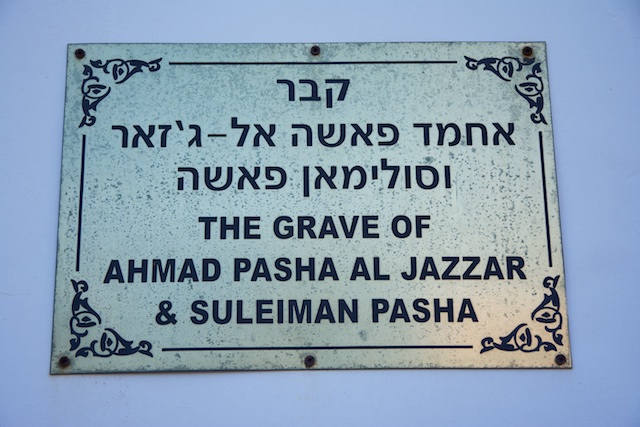 קבר
אחמד פאשה אל-ג'זאר
וסולימאן פאשה
THE GRAVE OF
AHMAD PASHA AL JAZZAR
& SULEIMAN PASHA